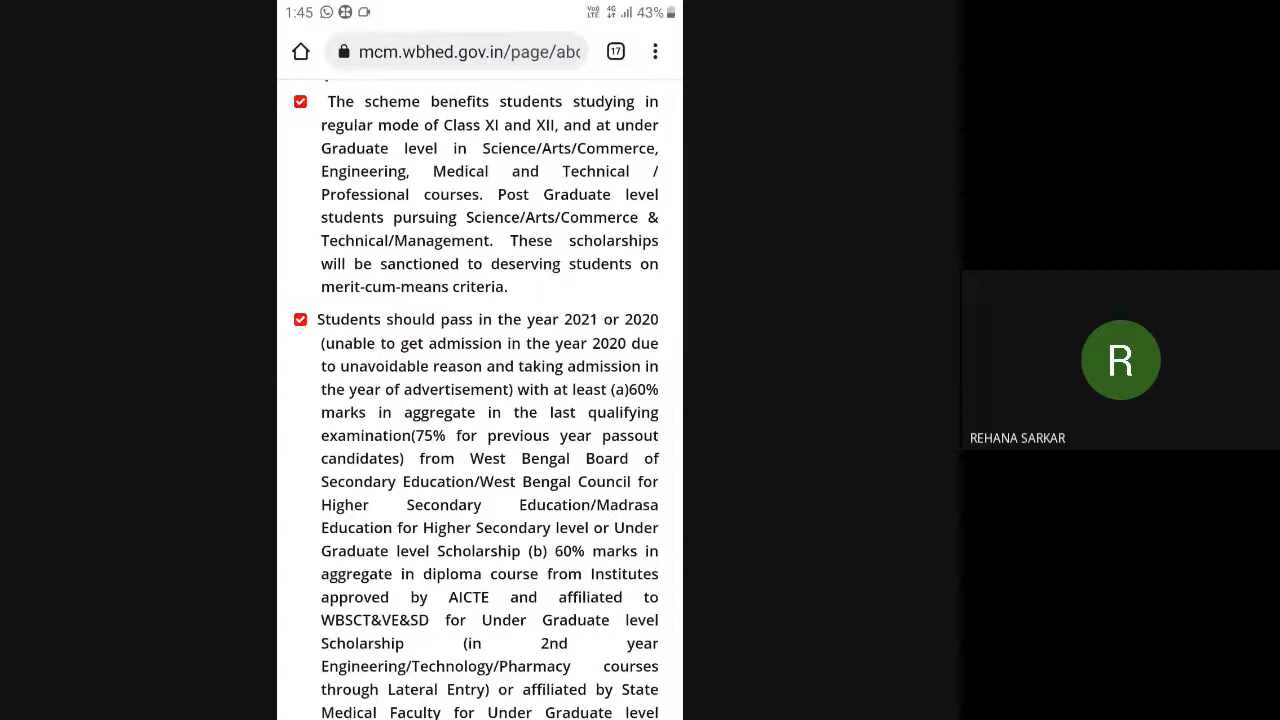 1:45 Vo) LTE 4G 43%
mcm.wbhed.gov.in/page/abc 17
The scheme benefits students studying in
regular mode of Class XI and XII, and at under
Graduate level in Science/Arts/Commerce,
Engineering, Medical and Technical /
Professional courses. Post Graduate level
students pursuing Science/Arts/Commerce &
Technical/Management. These scholarships
will be sanctioned to deserving students on
merit-cum-means criteria.
Students should pass in the year 2021 or 2020
(unable to get admission in the year 2020 due
to unavoidable reason and taking admission in
the year of advertisement) with at least (a)60%
marks in aggregate in the last qualifying
examination(75% for previous year passout
candidates) from West Bengal Board of
Secondary Education/West Bengal Council for
Higher Secondary Education/Madrasa
Education for Higher Secondary level or Under
Graduate level Scholarship (b) 60% marks in
aggregate in diploma course from Institutes
approved by AICTE and affiliated to
WBSCT&VE&SD for Under Graduate level
Scholarship (in 2nd year
Engineering/Technology/Pharmacy courses
through Lateral Entry) or affiliated by State
Medical Faculty for Under Graduate level
R
REHANA SARKAR